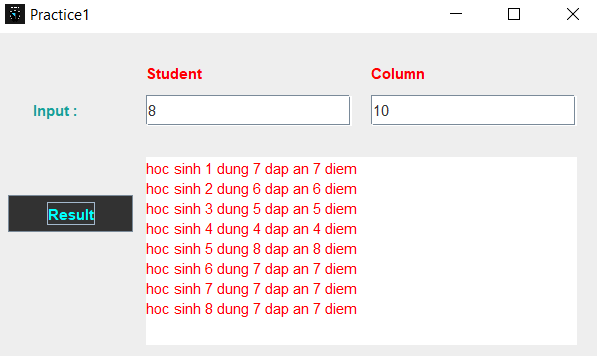 Practice1
Student Column
Input : 8 10
hoc sinh 1 dung 7 dap an 7 diem
hoc sinh 2 dung 6 dap an 6 diem
hoc sinh 3 dung 5 dap an 5 diem
hoc sinh 4 dung 4 dap an 4 diem
hoc sinh 5 dung 8 dap an 8 diem
hoc sinh 6 dung 7 dap an 7 diem
hoc sinh 7 dung 7 dap an 7 diem
hoc sinh 8 dung 7 dap an 7 diem
Result